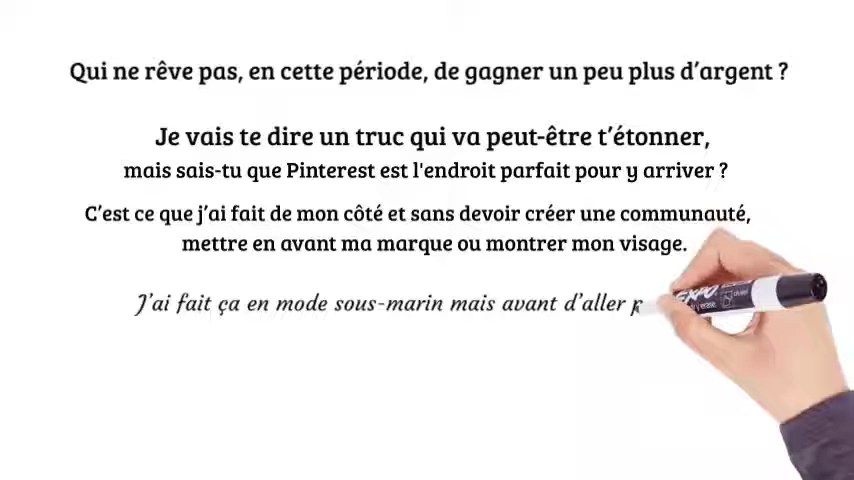 Qui ne rêve pas, en cette période, de gagner un peu plus d’argent ?
Je vais te dire un truc qui va peut-être t’étonner,
mais sais-tu que Pinterest est l'endroit parfait pour y arriver ?
C’est ce que j’ai fait de mon côté et sans devoir créer une communauté,
mettre en avant ma marque ou montrer mon visage.
J’ai fait ça en mode sous-marin mais avant d’aller
EXPO